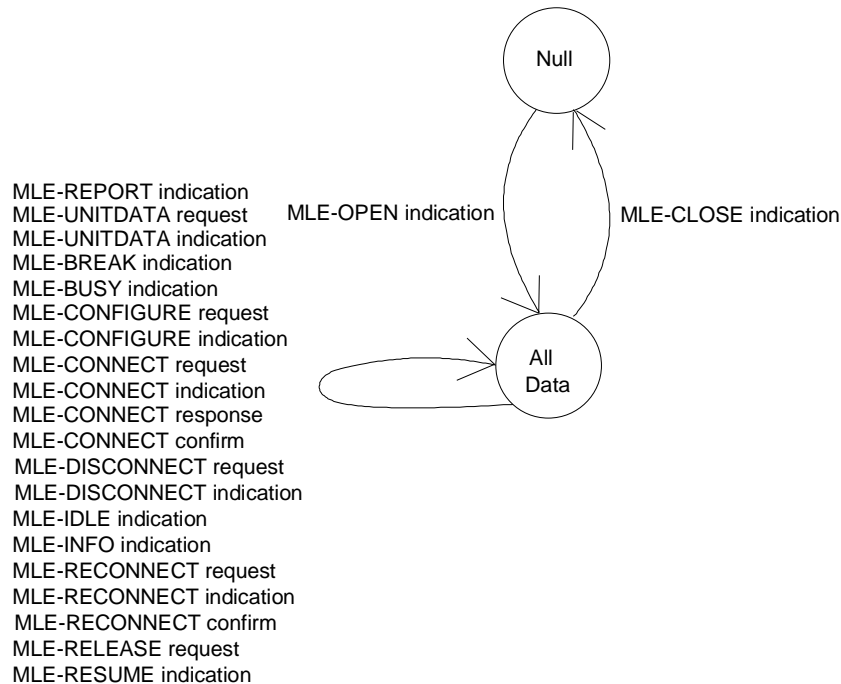 Null
MLE-OPEN indication
MLE-CLOSE indication
All
Data
MLE-REPORT indication
MLE-UNITDATA request
MLE-UNITDATA indication
MLE-BREAK indication
MLE-BUSY indication
MLE-CONFIGURE request
MLE-CONFIGURE indication
MLE-CONNECT request
MLE-CONNECT indication
MLE-CONNECT response
MLE-CONNECT confirm
MLE-DISCONNECT request
MLE-DISCONNECT indication
MLE-IDLE indication
MLE-INFO indication
MLE-RECONNECT request
MLE-RECONNECT indication
MLE-RECONNECT confirm
MLE-RELEASE request
MLE-RESUME indication